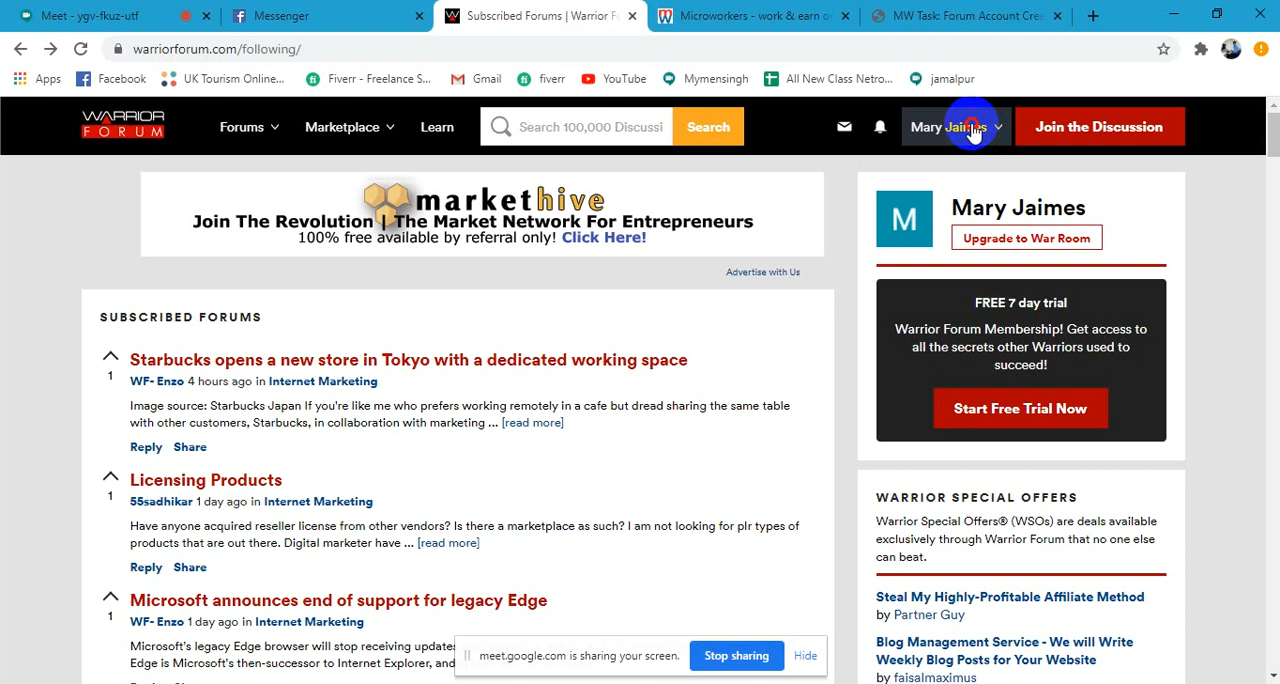 Meet - ygv-fkuz-utf
Messenger
Subscribed Forums | Warrior Fo
Microworkers - work & earn o
MW Task: Forum Account Crea
warriorforum.com/following/
Apps Facebook UK Tourism Online... Fiverr - Freelance S... Gmail fiverr YouTube Mymensingh All New Class Netro... jamalpur
WARRIOR
FORUM
Forums Marketplace Learn Search 100,000 Discussi Search Mary Jaimes Join the Discussion
markethive
Join The Revolution | The Market Network For Entrepreneurs
100% free available by referral only! Click Here!
Advertise with Us
SUBSCRIBED FORUMS
Starbucks opens a new store in Tokyo with a dedicated working space
1
WF- Enzo 4 hours ago in Internet Marketing
Image source: Starbucks Japan If you're like me who prefers working remotely in a cafe but dread sharing the same table
with other customers, Starbucks, in collaboration with marketing ... [read more]
Reply Share
Licensing Products
1
55sadhikar 1 day ago in Internet Marketing
Have anyone acquired reseller license from other vendors? Is there a marketplace as such? I am not looking for plr types of
products that are out there. Digital marketer have ... [read more]
Reply Share
Microsoft announces end of support for legacy Edge
1
WF- Enzo 1 day ago in Internet Marketing
Microsoft's legacy Edge browser will stop receiving
Edge is Microsoft's then-successor to Internet Explorer,
M
Mary Jaimes
Upgrade to War Room
FREE 7 day trial
Warrior Forum Membership! Get access to
all the secrets other Warriors used to
succeed!
Start Free Trial Now
WARRIOR SPECIAL OFFERS
Warrior Special Offers® (WSOs) are deals available
exclusively through Warrior Forum that no one else
can beat.
Steal My Highly-Profitable Affiliate Method
by Partner Guy
Blog Management Service - We will Write
Weekly Blog Posts for Your Website
by faisalmaximus
meet.google.com is sharing your screen. Stop sharing Hide